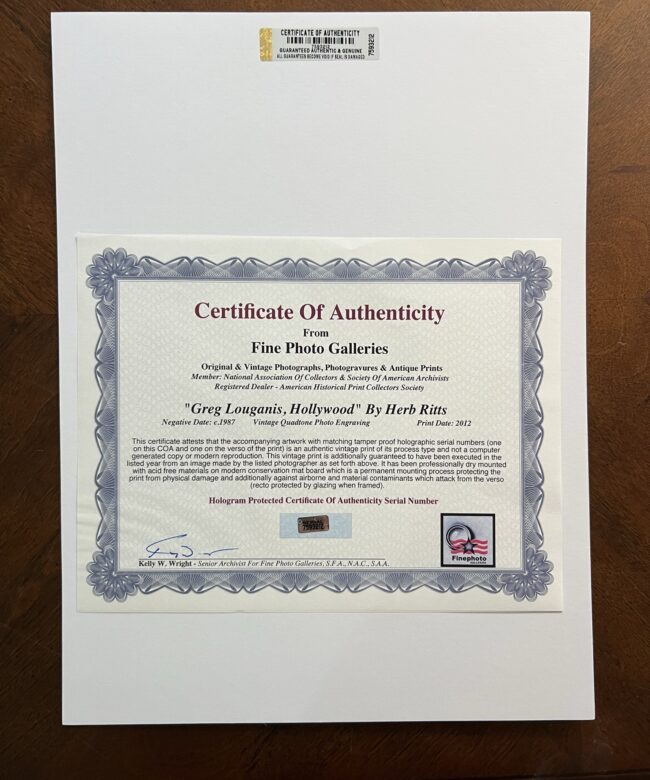 CERTIFICATE OF AUTHENTICITY
7593212
GUARANTEED AUTHENTIC & GENUINE
ALL GUARANTEES BECOME VOID IF SEAL IS DAMAGED
7593212
Certificate Of Authenticity
From
Fine Photo Galleries
Original & Vintage Photographs, Photogravures & Antique Prints
Member: National Association Of Collectors & Society Of American Archivists
Registered Dealer - American Historical Print Collectors Society
"Greg Louganis, Hollywood" By Herb Ritts
Negative Date: c.1987 Vintage Quadtone Photo Engraving Print Date: 2012
This certificate attests that the accompanying artwork with matching tamper proof holographic serial numbers (one
on this COA and one on the verso of the print) is an authentic vintage print of its process type and not a computer
generated copy or modern reproduction. This vintage print is additionally guaranteed to have been executed in the
listed year from an image made by the listed photographer as set forth above. It has been professionally dry mounted
with acid free materials on modern conservation mat board which is a permanent mounting process protecting the
print from physical damage and additionally against airborne and material contaminants which attack from the verso
(recto protected by glazing when framed).
Hologram Protected Certificate Of Authenticity Serial Number
7593212
Finephoto
GALLERIES
Kelly W. Wright - Senior Archivist For Fine Photo Galleries, S.F.A., N.A.C., S.A.A.